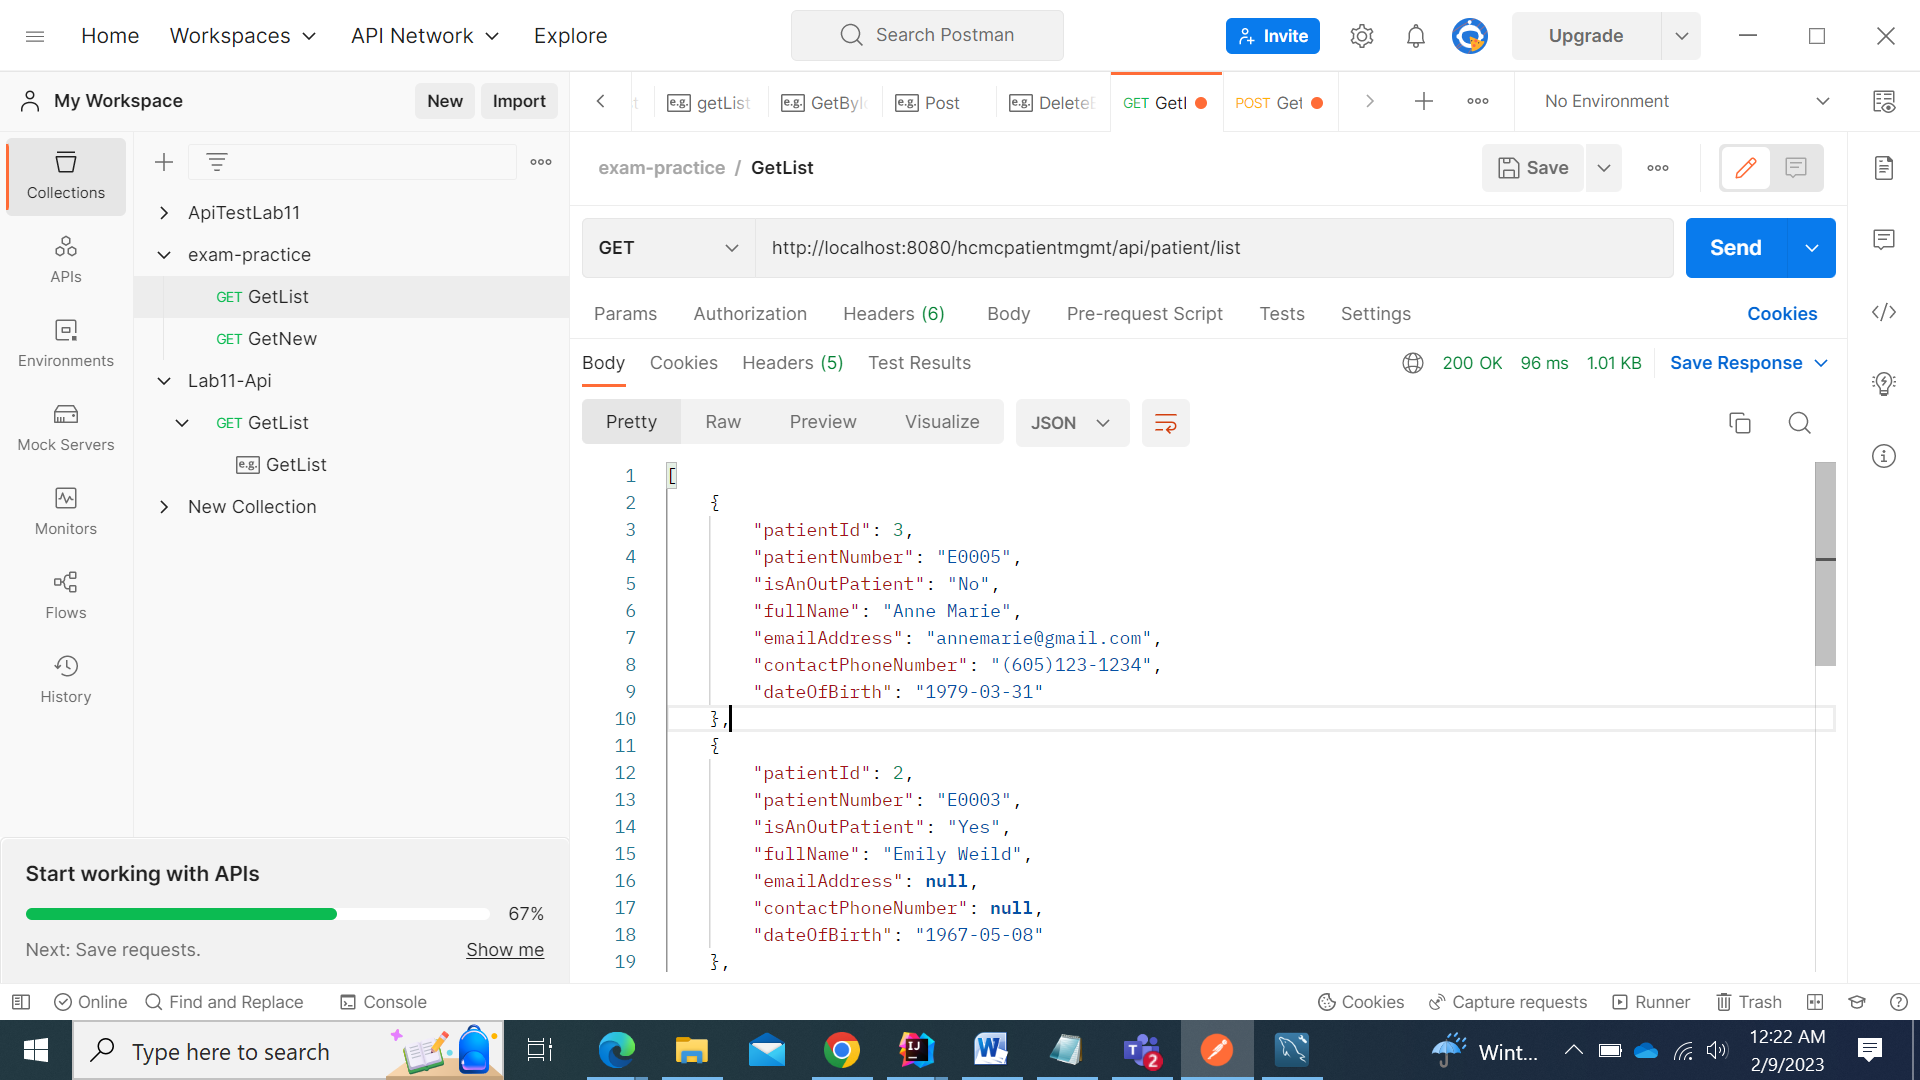 Home
Workspaces
API Network
Explore
Search Postman
Invite
Upgrade
My Workspace
New
Import
e.g. getList
e.g. GetById
e.g. Post
e.g. Delete
GET Getl
POST Get
No Environment
Collections
APIs
Environments
Mock Servers
Monitors
Flows
History
ApiTestLab11
exam-practice
GET GetList
GET GetNew
Lab11-Api
GET GetList
e.g. GetList
New Collection
exam-practice / GetList
Save
GET
http://localhost:8080/hcmcpatientmgmt/api/patient/list
Send
Params Authorization Headers (6) Body Pre-request Script Tests Settings
Cookies
Body Cookies Headers (5) Test Results
200 OK 96 ms 1.01 KB
Save Response
Pretty Raw Preview Visualize
JSON
1 [
2 {
3 "patientId": 3,
4 "patientNumber": "E0005",
5 "isAnOutPatient": "No",
6 "fullName": "Anne Marie",
7 "emailAddress": "annemarie@gmail.com",
8 "contactPhoneNumber": "(605)123-1234",
9 "dateOfBirth": "1979-03-31"
10 },
11 {
12 "patientId": 2,
13 "patientNumber": "E0003",
14 "isAnOutPatient": "Yes",
15 "fullName": "Emily Weild",
16 "emailAddress": null,
17 "contactPhoneNumber": null,
18 "dateOfBirth": "1967-05-08"
19 },
Start working with APIs
67%
Next: Save requests.
Show me
Online
Find and Replace
Console
Cookies
Capture requests
Runner
Trash
Type here to search
IJ
W
2
Wint...
12:22 AM
2/9/2023